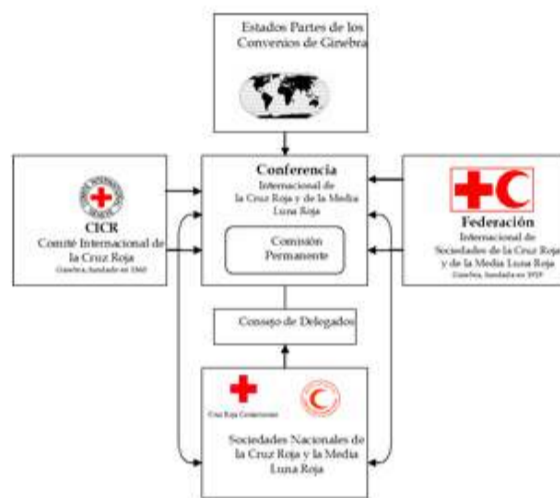 Estados Partes de los
Convenios de Ginebra
CICR
Comité Internacional de
la Cruz Roja
Ginebra, fundado en
Conferencia
Internacional de
la Cruz Roja y de la Media
Luna Roja
Comisión
Permanente
Federación
Internacional de
Sociedades de la Cruz Roja
y de la Media Luna Roja
Ginebra, fundada en 1919
Consejo de Delegados
Cruz Roja
Sociedades Nacionales de
la Cruz Roja y la Media
Luna Roja